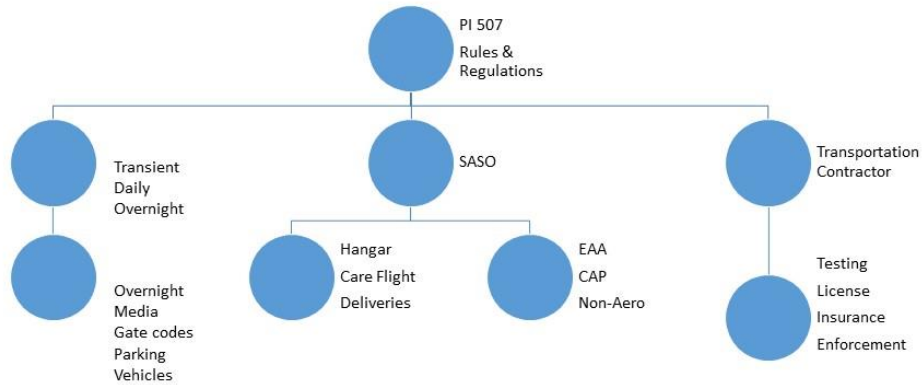 PI 507
Rules &
Regulations
Transient
Daily
Overnight
SASO
Transportation
Contractor
Overnight
Media
Gate codes
Parking
Vehicles
Hangar
Care Flight
Deliveries
EAA
CAP
Non-Aero
Testing
License
Insurance
Enforcement